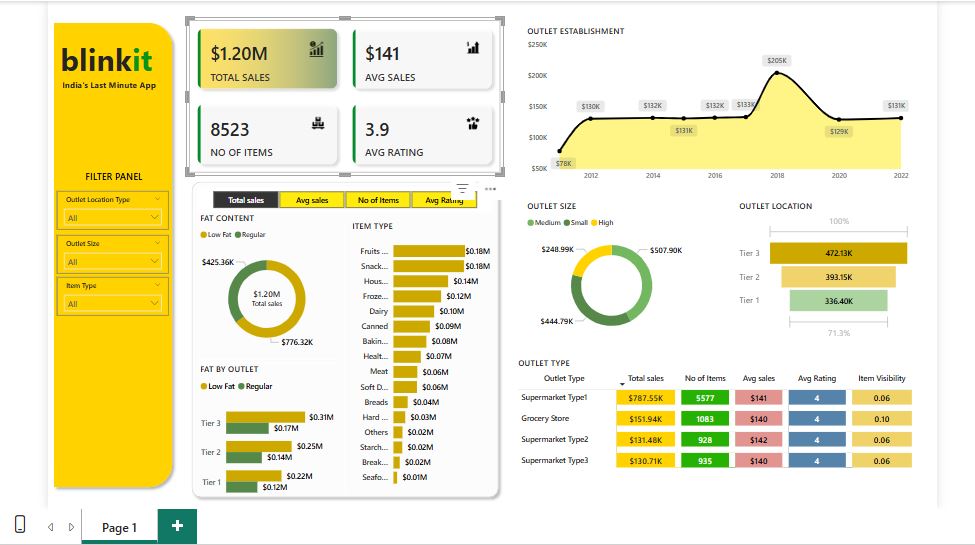 blinkit
India's Last Minute App
FILTER PANEL
Outlet Location Type
All
Outlet Size
All
Item Type
All
$1.20M
TOTAL SALES
$141
AVG SALES
8523
NO OF ITEMS
3.9
AVG RATING
Total sales Avg sales No of Items Avg Rating
FAT CONTENT
Low Fat Regular
$425.36K
$1.20M
Total sales
$776.32K
FAT BY OUTLET
Low Fat Regular
Tier 3 $0.31M
$0.17M
Tier 2 $0.25M
$0.14M
Tier 1 $0.22M
$0.12M
ITEM TYPE
Fruits ... $0.18M
Snack... $0.18M
Hous... $0.14M
Froze... $0.12M
Dairy $0.10M
Canned $0.09M
Bakin... $0.08M
Healt... $0.07M
Meat $0.06M
Soft D... $0.06M
Breads $0.04M
Hard ... $0.03M
Others $0.02M
Starch... $0.02M
Break... $0.02M
Seafo... $0.01M
OUTLET ESTABLISHMENT
$250K
$200K
$150K
$100K
$50K
$78K $130K $132K $131K $132K $133K $205K $129K $131K
2012 2014 2016 2018 2020 2022
OUTLET SIZE
Medium Small High
$248.99K
$507.90K
$444.79K
OUTLET LOCATION
100%
Tier 3 472.13K
Tier 2 393.15K
Tier 1 336.40K
71.3%
OUTLET TYPE
Outlet Type Total sales No of Items Avg sales Avg Rating Item Visibility
Supermarket Type1 $787.55K 5577 $141 4 0.06
Grocery Store $151.94K 1083 $140 4 0.10
Supermarket Type2 $131.48K 928 $142 4 0.06
Supermarket Type3 $130.71K 935 $140 4 0.06
Page 1